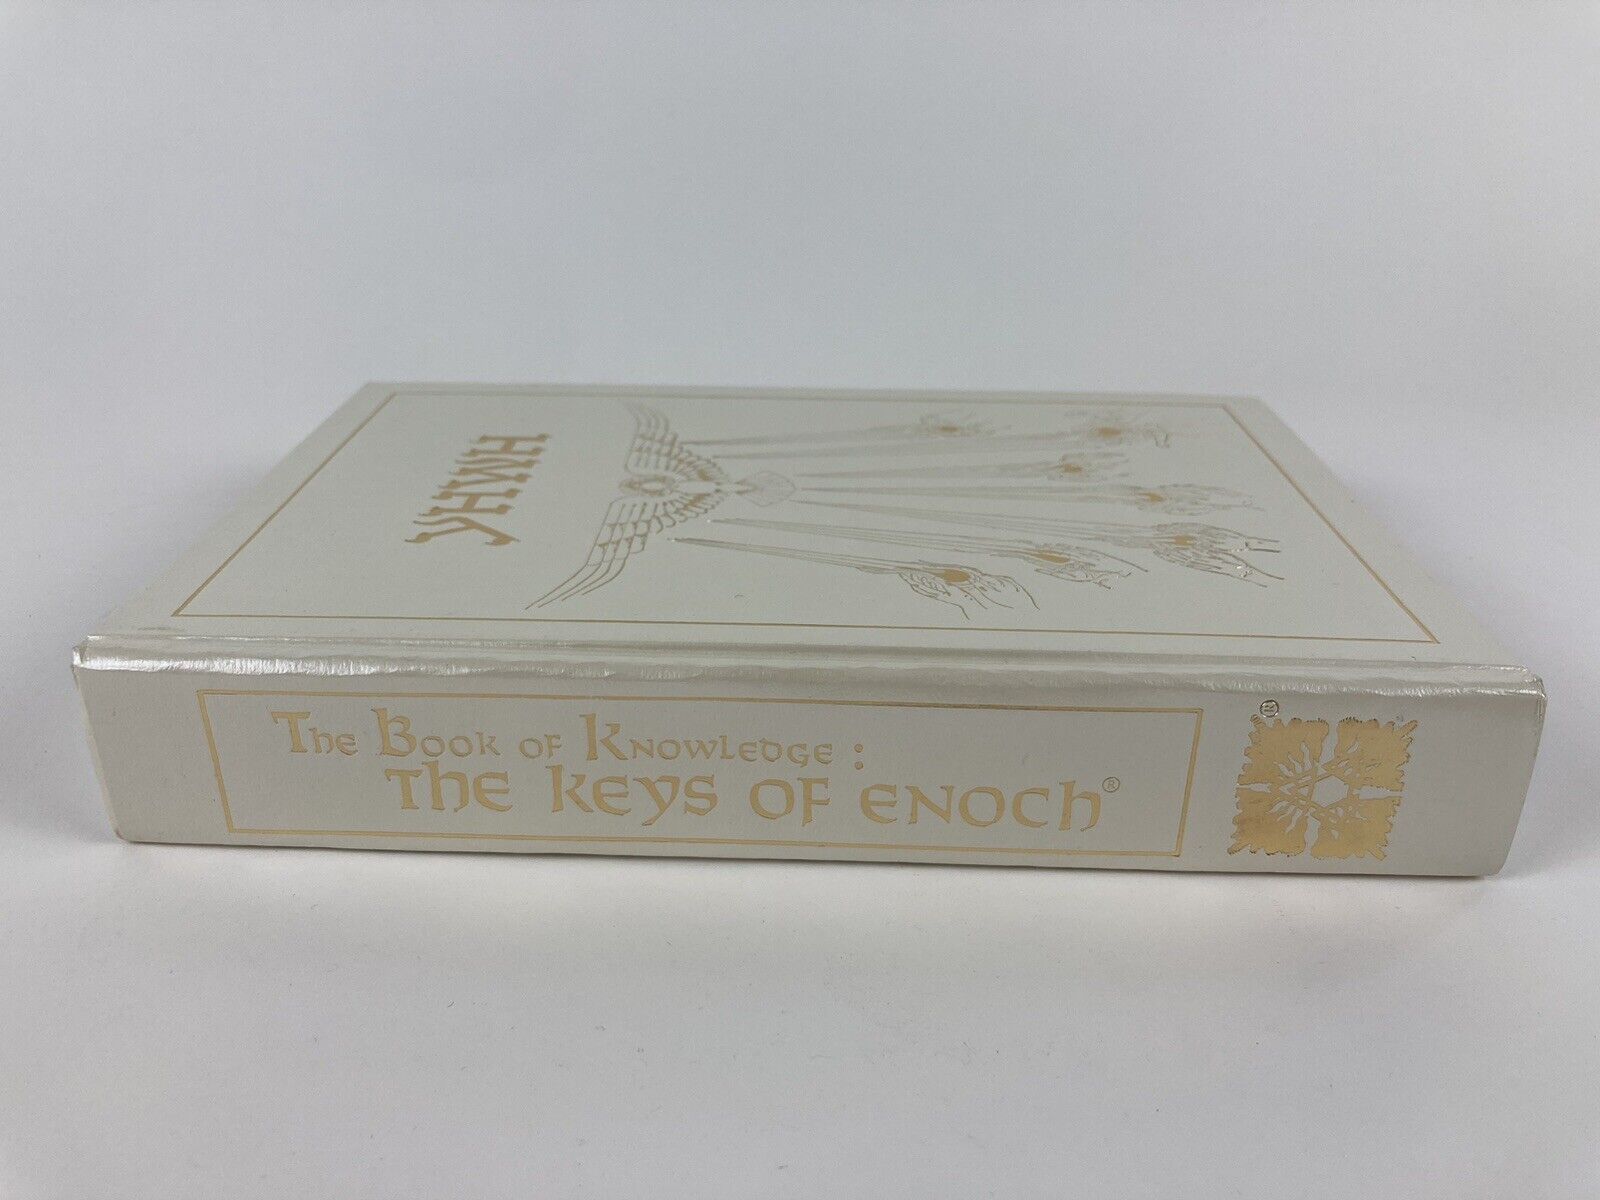 YHWH
The Book of Knowledge:
The Keys of Enoch®
®